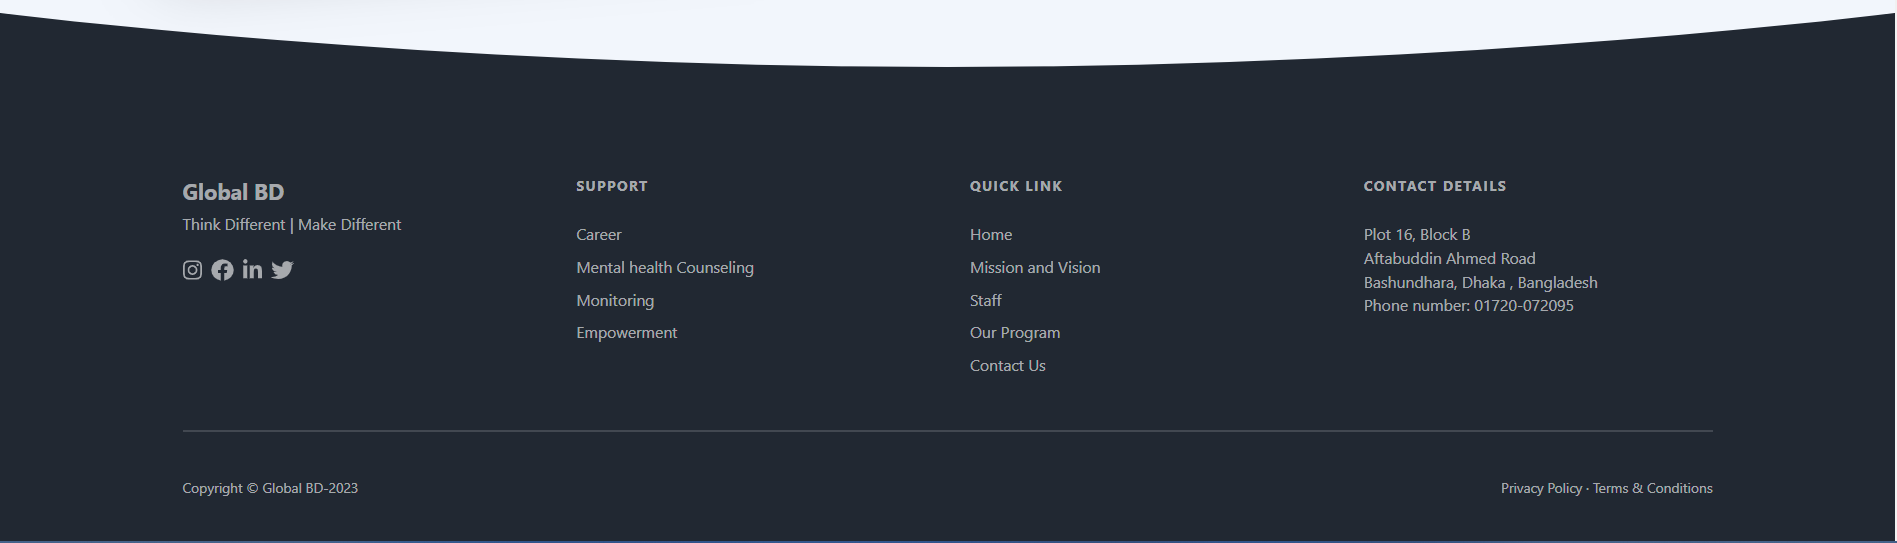 Global BD
Think Different | Make Different
SUPPORT
Career
Mental health Counseling
Monitoring
Empowerment
QUICK LINK
Home
Mission and Vision
Staff
Our Program
Contact Us
CONTACT DETAILS
Plot 16, Block B
Aftabuddin Ahmed Road
Bashundhara, Dhaka , Bangladesh
Phone number: 01720-072095
Copyright © Global BD-2023
Privacy Policy · Terms & Conditions